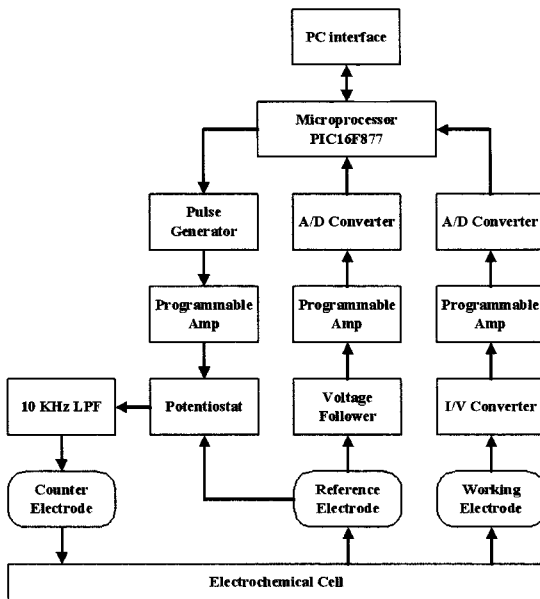 PC interface
Microprocessor
PIC16F877
Pulse
Generator
A/D Converter
A/D Converter
Programmable
Amp
Programmable
Amp
Programmable
Amp
10 KHz LPF
Potentiostat
Voltage
Follower
I/V Converter
Counter
Electrode
Reference
Electrode
Working
Electrode
Electrochemical Cell